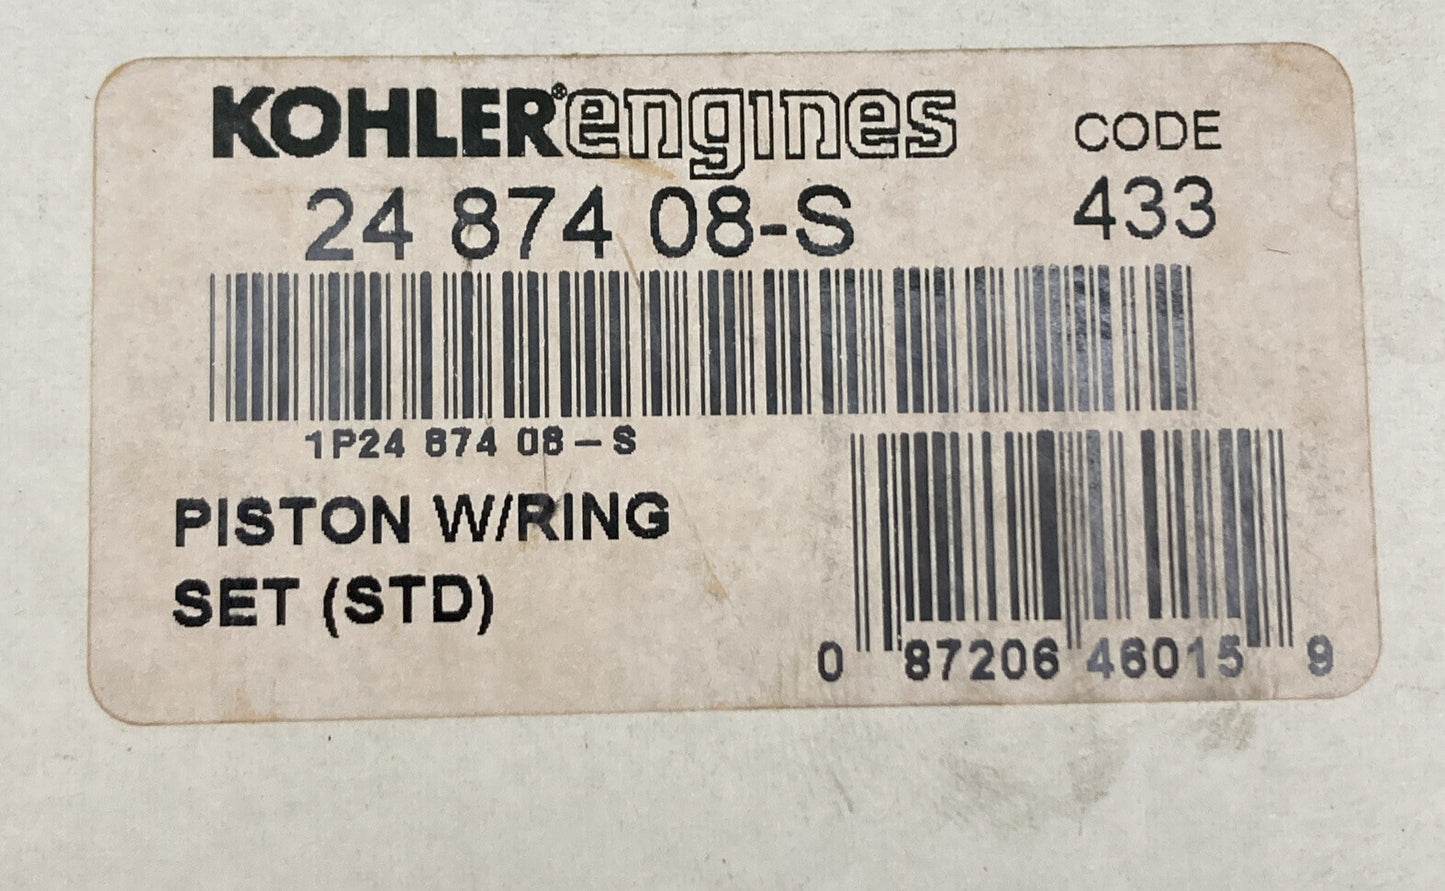 KOHLER®engines
CODE
24 874 08-S
433
1P24 874 08-S
PISTON W/RING
SET (STD)
0 87206 46015 9